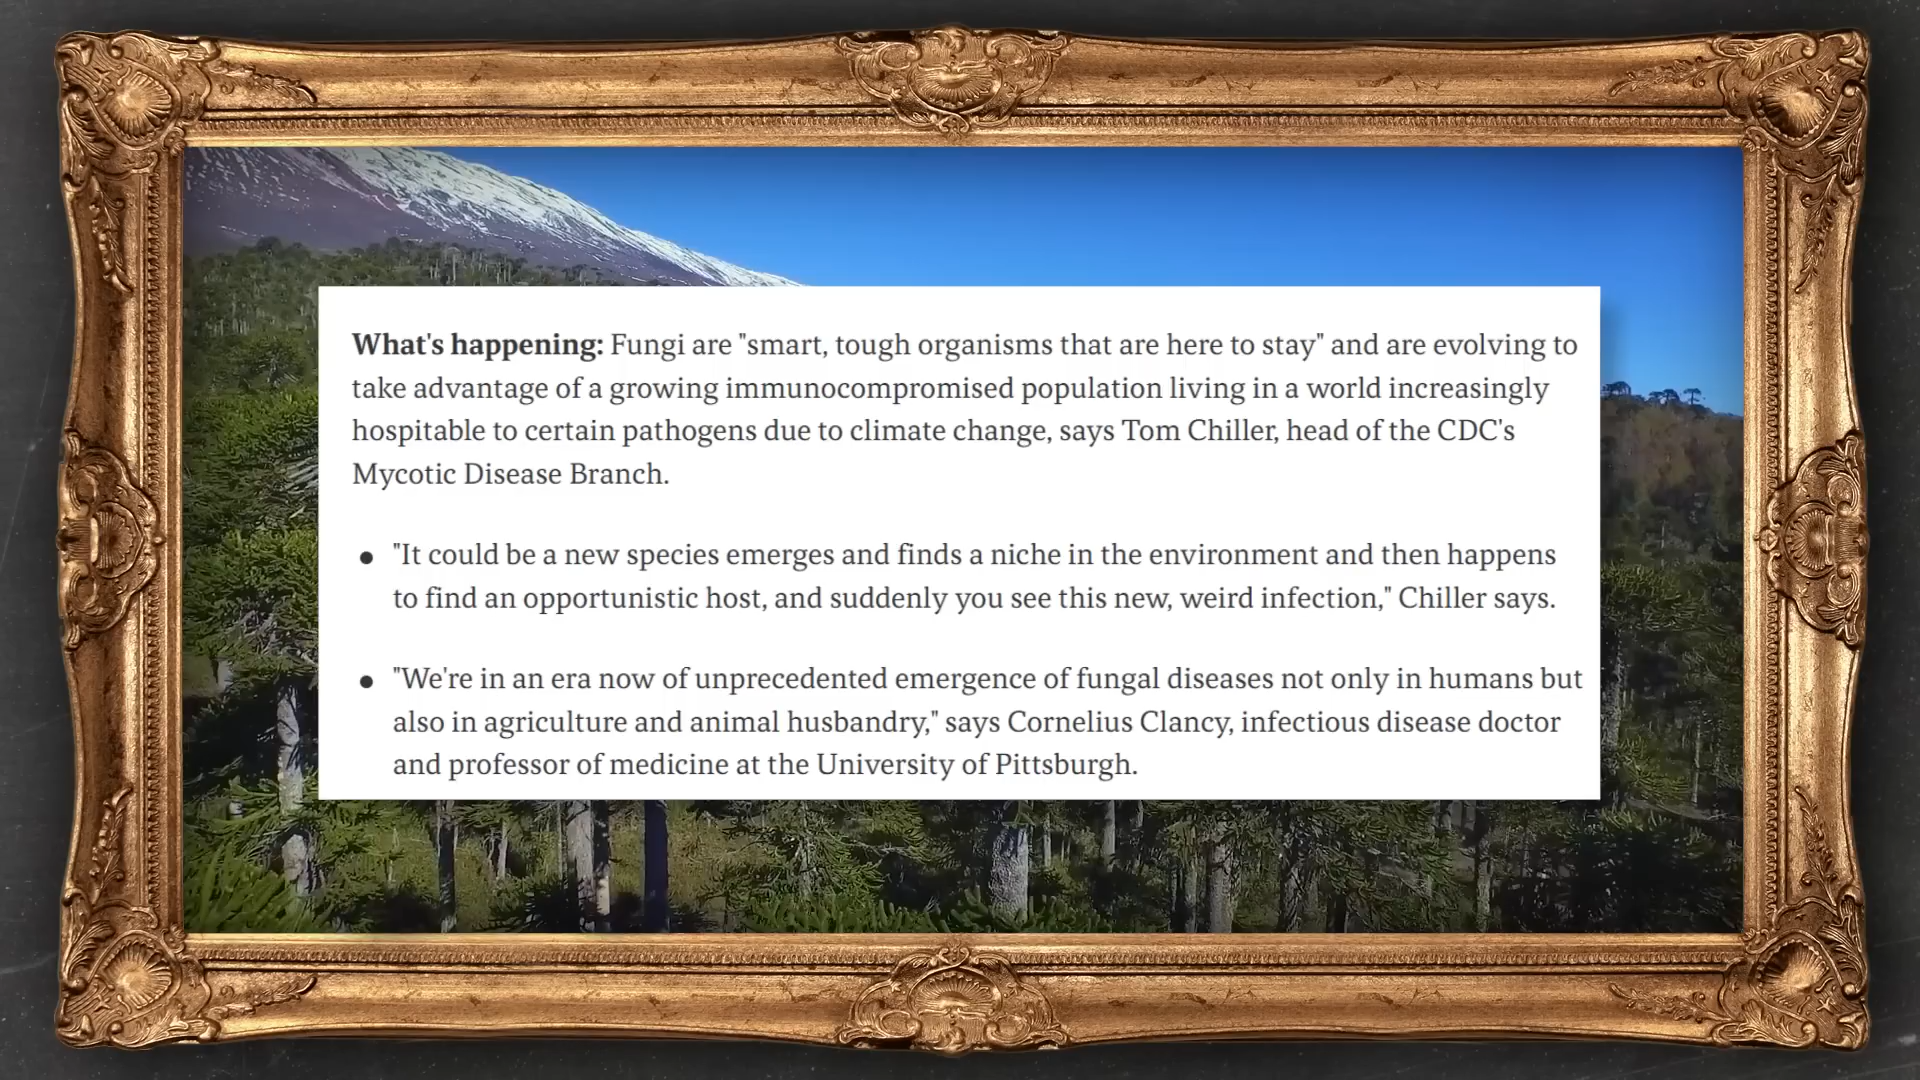 What's happening: Fungi are "smart, tough organisms that are here to stay" and are evolving to
take advantage of a growing immunocompromised population living in a world increasingly
hospitable to certain pathogens due to climate change, says Tom Chiller, head of the CDC's
Mycotic Disease Branch.
● "It could be a new species emerges and finds a niche in the environment and then happens
to find an opportunistic host, and suddenly you see this new, weird infection," Chiller says.
● "We're in an era now of unprecedented emergence of fungal diseases not only in humans but
also in agriculture and animal husbandry," says Cornelius Clancy, infectious disease doctor
and professor of medicine at the University of Pittsburgh.